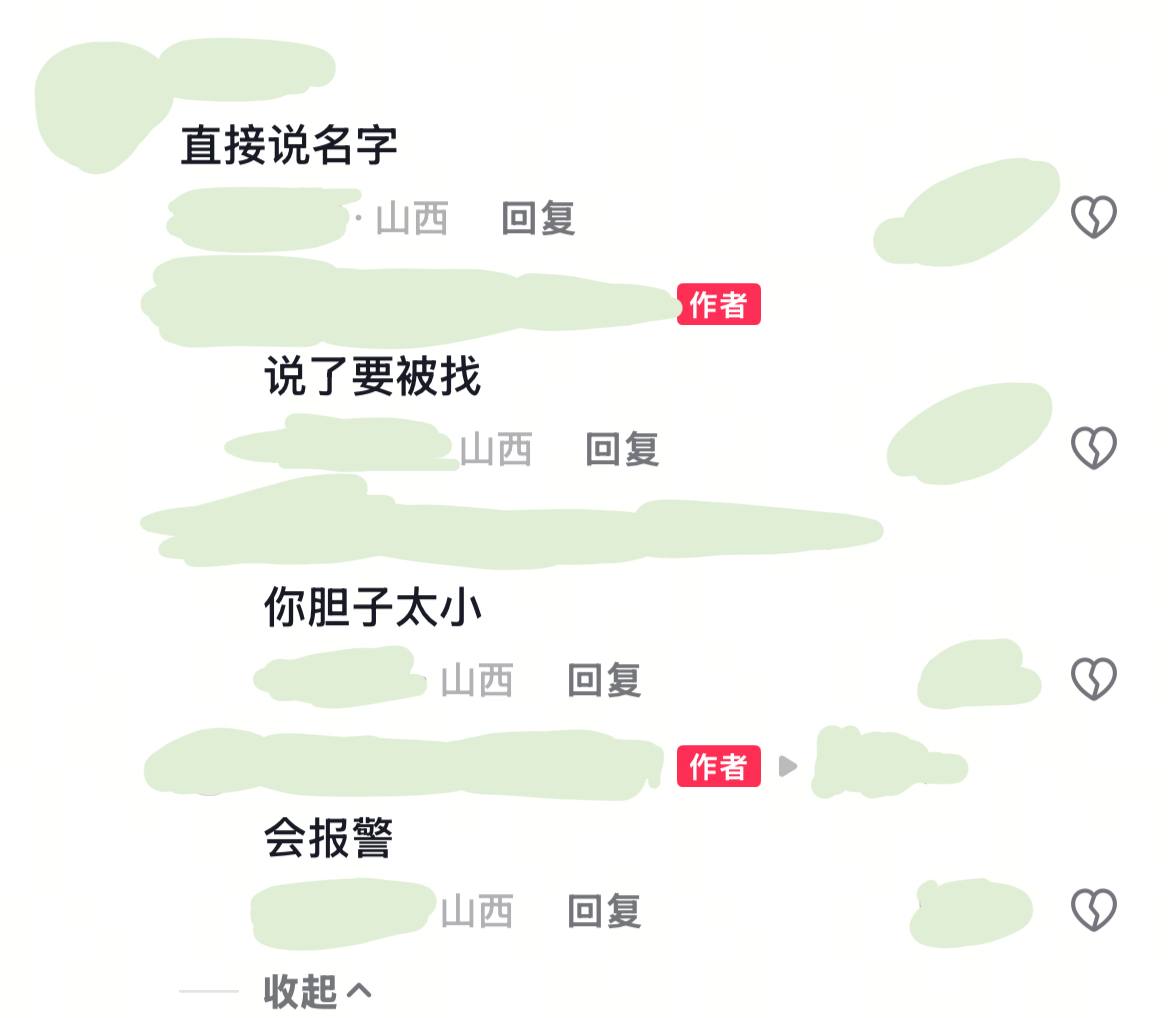 直接说名字
· 山西 回复
作者
说了要被找
山西 回复
你胆子太小
山西 回复
作者
会报警
山西 回复
收起